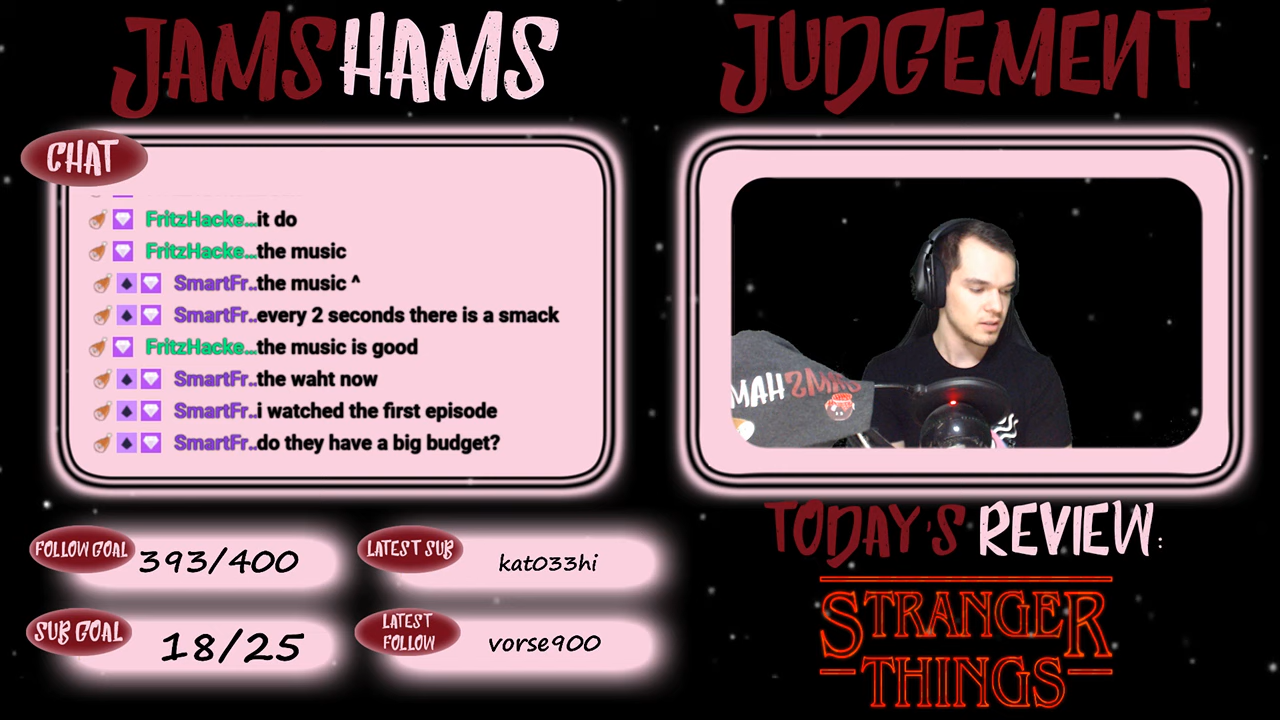 JAMSHAMS
JUDGEMENT
CHAT
FritzHacke...it do
FritzHacke...the music
SmartFr..the music ^
SmartFr..every 2 seconds there is a smack
FritzHacke...the music is good
SmartFr..the waht now
SmartFr..i watched the first episode
SmartFr..do they have a big budget?
FOLLOW GOAL
393/400
LATEST SUB
kat033hi
SUB GOAL
18/25
LATEST FOLLOW
vorse900
TODAY'S REVIEW:
STRANGER
THINGS